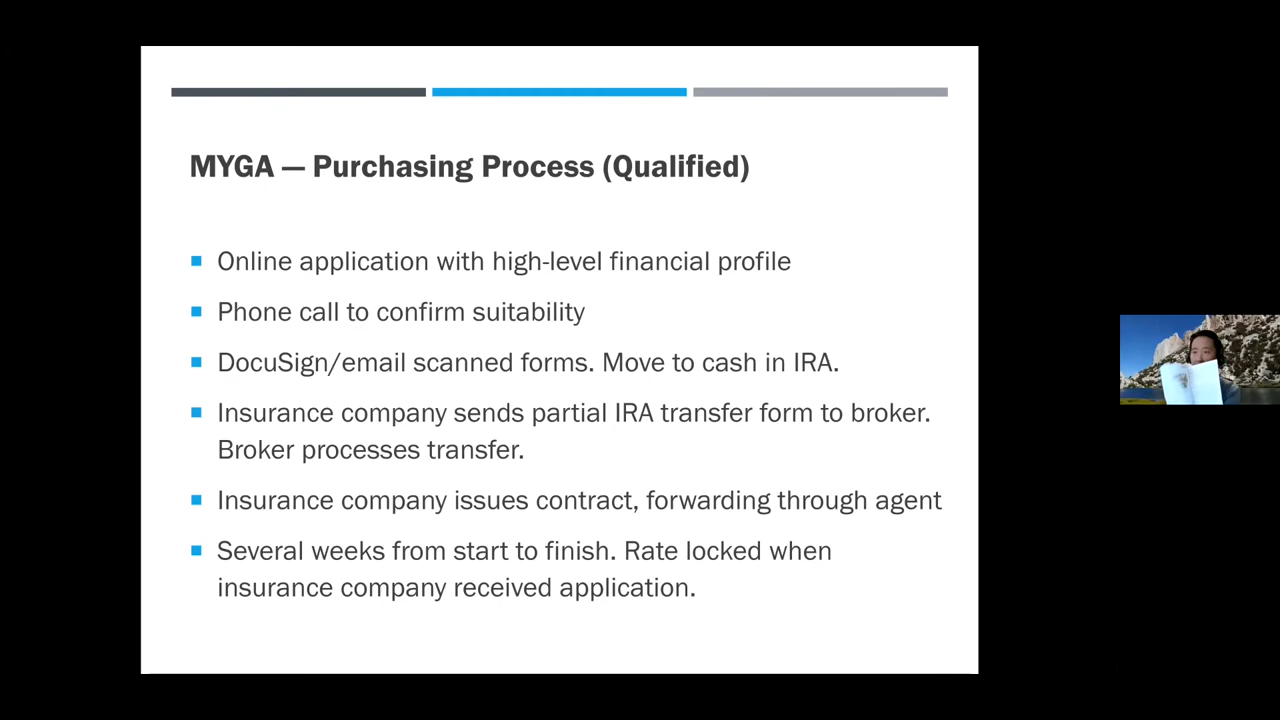 MYGA — Purchasing Process (Qualified)
Online application with high-level financial profile
Phone call to confirm suitability
DocuSign/email scanned forms. Move to cash in IRA.
Insurance company sends partial IRA transfer form to broker.
Broker processes transfer.
Insurance company issues contract, forwarding through agent
Several weeks from start to finish. Rate locked when
insurance company received application.